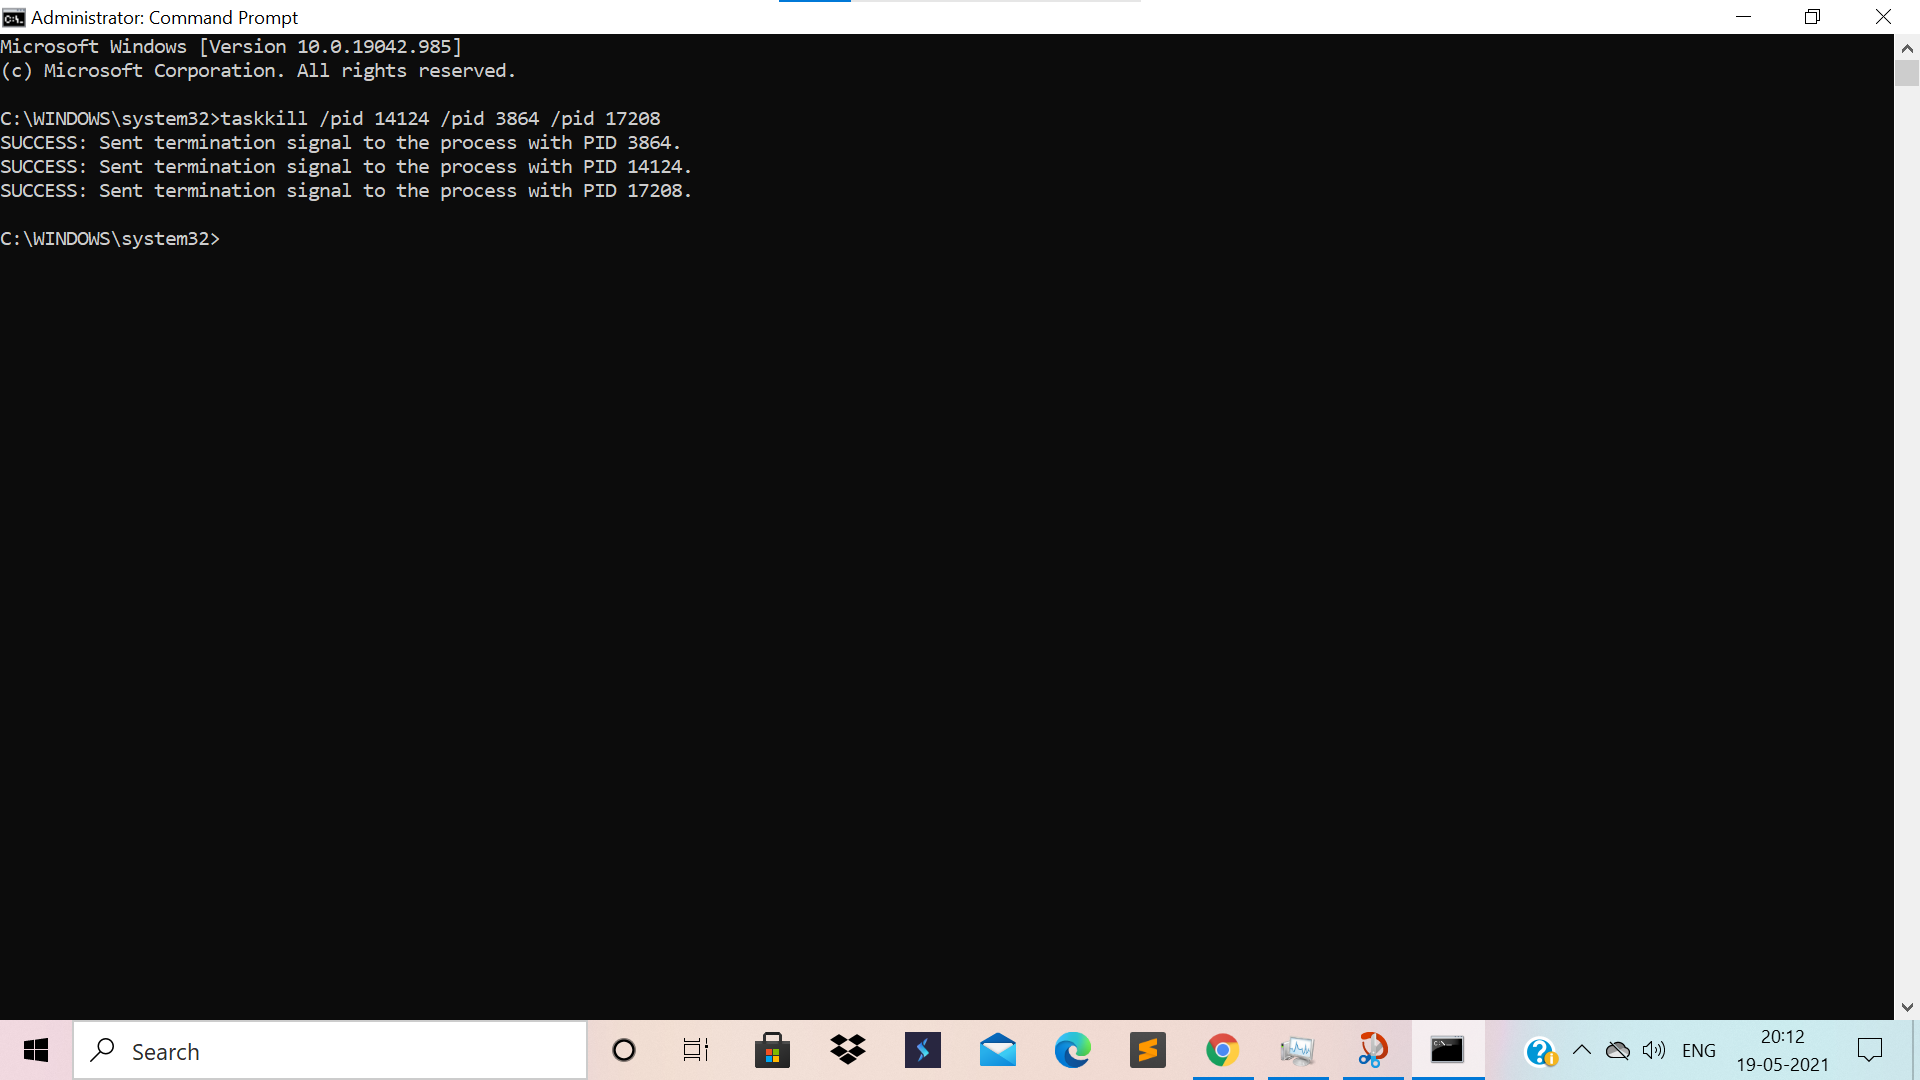 Administrator: Command Prompt
Microsoft Windows [Version 10.0.19042.985]
(c) Microsoft Corporation. All rights reserved.
C:\WINDOWS\system32>taskkill /pid 14124 /pid 3864 /pid 17208
SUCCESS: Sent termination signal to the process with PID 3864.
SUCCESS: Sent termination signal to the process with PID 14124.
SUCCESS: Sent termination signal to the process with PID 17208.
C:\WINDOWS\system32>
Search
ENG
20:12
19-05-2021